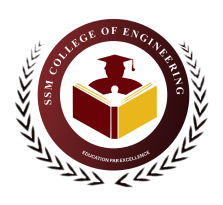 SSM COLLEGE OF ENGINEERING
EDUCATION PAR EXCELLENCE